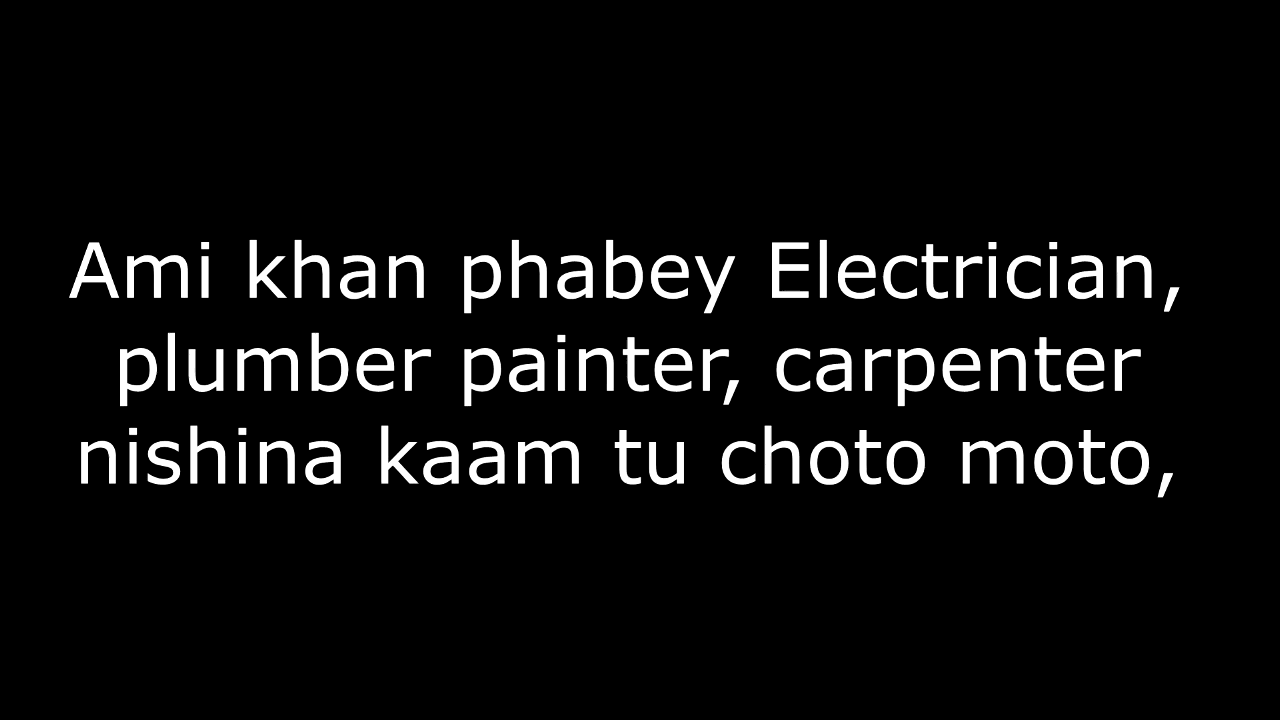 Ami khan phabey Electrician,
plumber painter, carpenter
nishina kaam tu choto moto,